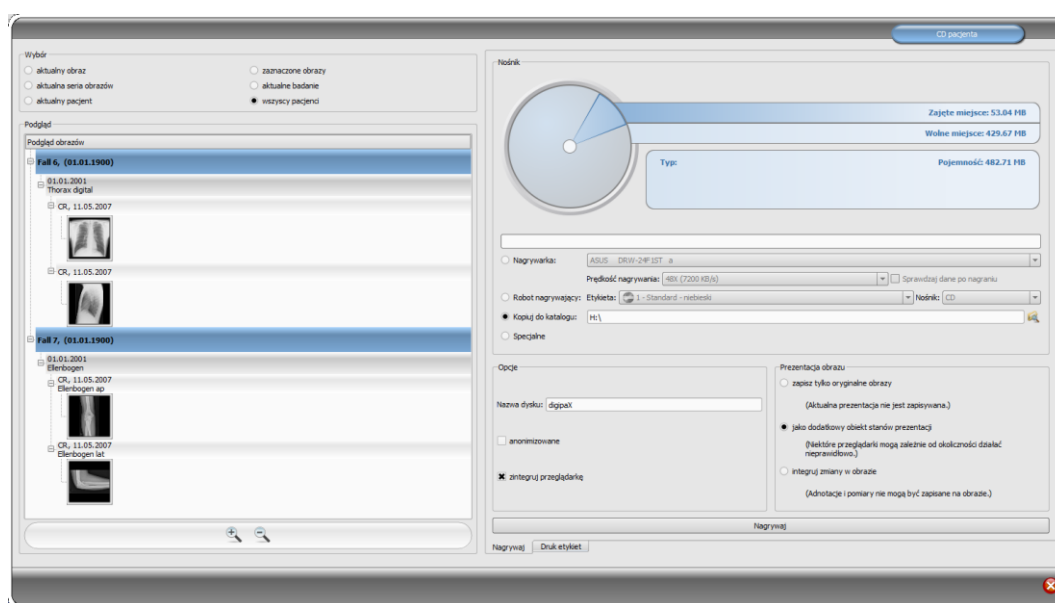 CD pacjenta
Wybór
aktualny obraz
zaznaczone obrazy
aktualna seria obrazów
aktualne badanie
aktualny pacjent
wszyscy pacjenci
Podgląd
Podgląd obrazów
Fall 6, (01.01.1900)
01.01.2001
Thorax digital
CR, 11.05.2007
CR, 11.05.2007
Fall 7, (01.01.1900)
01.01.2001
Ellenbogen
CR, 11.05.2007
Ellenbogen ap
CR, 11.05.2007
Ellenbogen lat
Nośnik
Zajęte miejsce: 53.04 MB
Wolne miejsce: 429.67 MB
Typ: Pojemność: 482.71 MB
Nagrywarka: ASUS DRW-24F1ST a
Prędkość nagrywania: 48X (7200 KB/s) Sprawdzaj dane po nagraniu
Robot nagrywający: Etykieta: 1 - Standard - niebieski Nośnik: CD
Kopiuj do katalogu: H:\
Specjalne
Opcje
Nazwa dysku: digipaX
anonimizowane
zintegruj przeglądarkę
Prezentacja obrazu
zapisz tylko oryginalne obrazy
(Aktualna prezentacja nie jest zapisywana.)
jako dodatkowy obiekt stanów prezentacji
(Niektóre przeglądarki mogą zależnie od okoliczności działać
nieprawidłowo.)
integruj zmiany w obrazie
(Adnotacje i pomiary nie mogą być zapisane na obrazie.)
Nagrywaj
Nagrywaj Druk etykiet